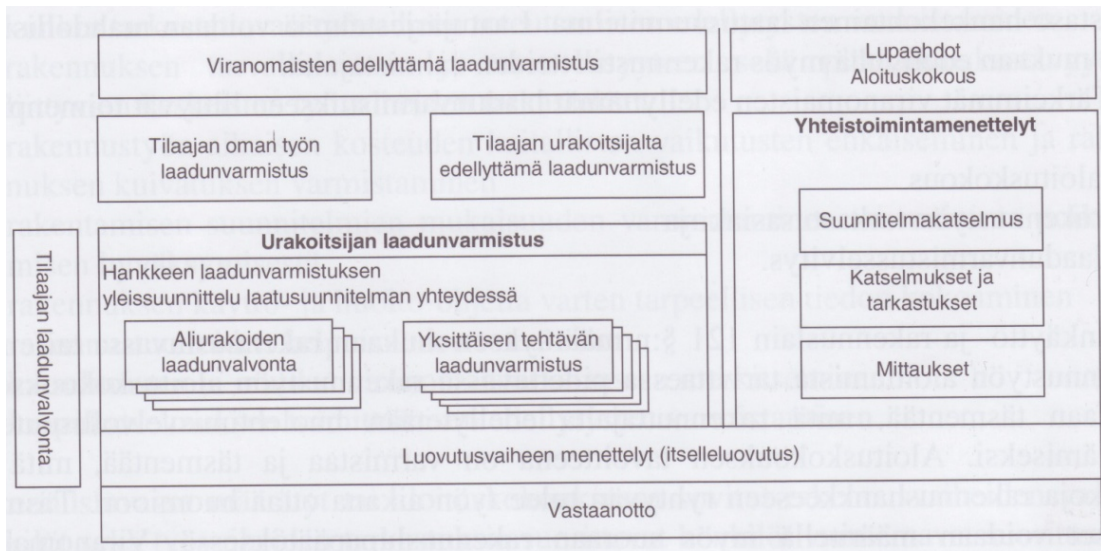 Viranomaisten edellyttämä laadunvarmistus
Lupaehdot
Aloituskokous
Tilaajan oman työn
laadunvarmistus
Tilaajan urakoitsijalta
edellyttämä laadunvarmistus
Yhteistoimintamenettelyt
Suunnitelmakatselmus
Katselmukset ja
tarkastukset
Mittaukset
Tilaajan laadunvalvonta
Urakoitsijan laadunvarmistus
Hankkeen laadunvarmistuksen
yleissuunnittelu laatusuunnitelman yhteydessä
Aliurakoiden
laadunvalvonta
Yksittäisen tehtävän
laadunvarmistus
Luovutusvaiheen menettelyt (itselleluovutus)
Vastaanotto